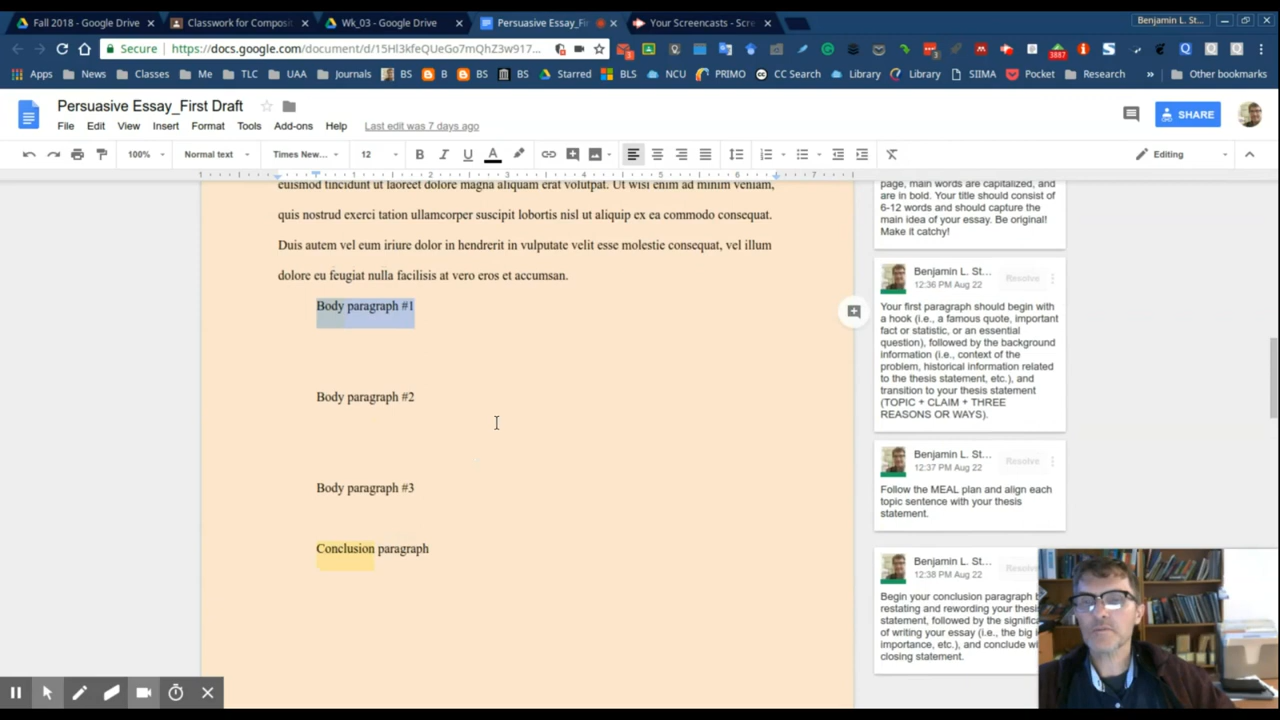 Fall 2018 - Google Drive
Classwork for Composit
Wk_03 - Google Drive
Persuasive Essay_Fir
Your Screencasts - Scre
Benjamin L. St...
Secure
https://docs.google.com/document/d/15Hl3kfeQUeGo7mQhZ3w917...
3887
Apps
News
Classes
Me
TLC
UAA
Journals
BS
B
BS
BS
Starred
BLS
NCU
PRIMO
CC Search
Library
Library
SIIMA
Pocket
Research
»
Other bookmarks
Persuasive Essay_First Draft
SHARE
File
Edit
View
Insert
Format
Tools
Add-ons
Help
Last edit was 7 days ago
100%
Normal text
Times New...
12
B
I
U
A
Editing
1
1
2
3
4
5
6
7
euismod tincidunt ut laoreet dolore magna aliquam erat volutpat. Ut wisi enim ad minim veniam,
quis nostrud exerci tation ullamcorper suscipit lobortis nisl ut aliquip ex ea commodo consequat.
Duis autem vel eum iriure dolor in hendrerit in vulputate velit esse molestie consequat, vel illum
dolore eu feugiat nulla facilisis at vero eros et accumsan.
Body paragraph #1
Body paragraph #2
Body paragraph #3
Conclusion paragraph
page, main words are capitalized, and
are in bold. Your title should consist of
6-12 words and should capture the
main idea of your essay. Be original!
Make it catchy!
Benjamin L. St...
Resolve
12:36 PM Aug 22
Your first paragraph should begin with
a hook (i.e., a famous quote, important
fact or statistic, or an essential
question), followed by the background
information (i.e., context of the
problem, historical information related
to the thesis statement, etc.), and
transition to your thesis statement
(TOPIC + CLAIM + THREE
REASONS OR WAYS).
Benjamin L. St...
Resolve
12:37 PM Aug 22
Follow the MEAL plan and align each
topic sentence with your thesis
statement.
Benjamin L. St...
Resolve
12:38 PM Aug 22
Begin your conclusion paragraph
restating and rewording your
statement, followed by the
of writing your essay (i.e., the big
importance, etc.), and conclude
closing statement.